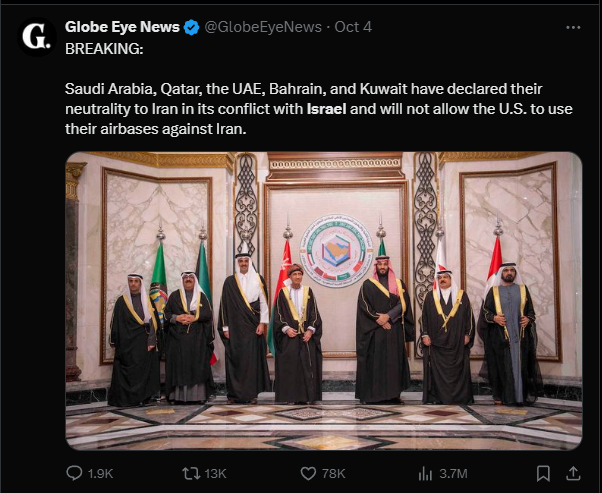 G.
Globe Eye News @GlobeEyeNews · Oct 4
BREAKING:
Saudi Arabia, Qatar, the UAE, Bahrain, and Kuwait have declared their
neutrality to Iran in its conflict with Israel and will not allow the U.S. to use
their airbases against Iran.
1.9K 13K 78K 3.7M